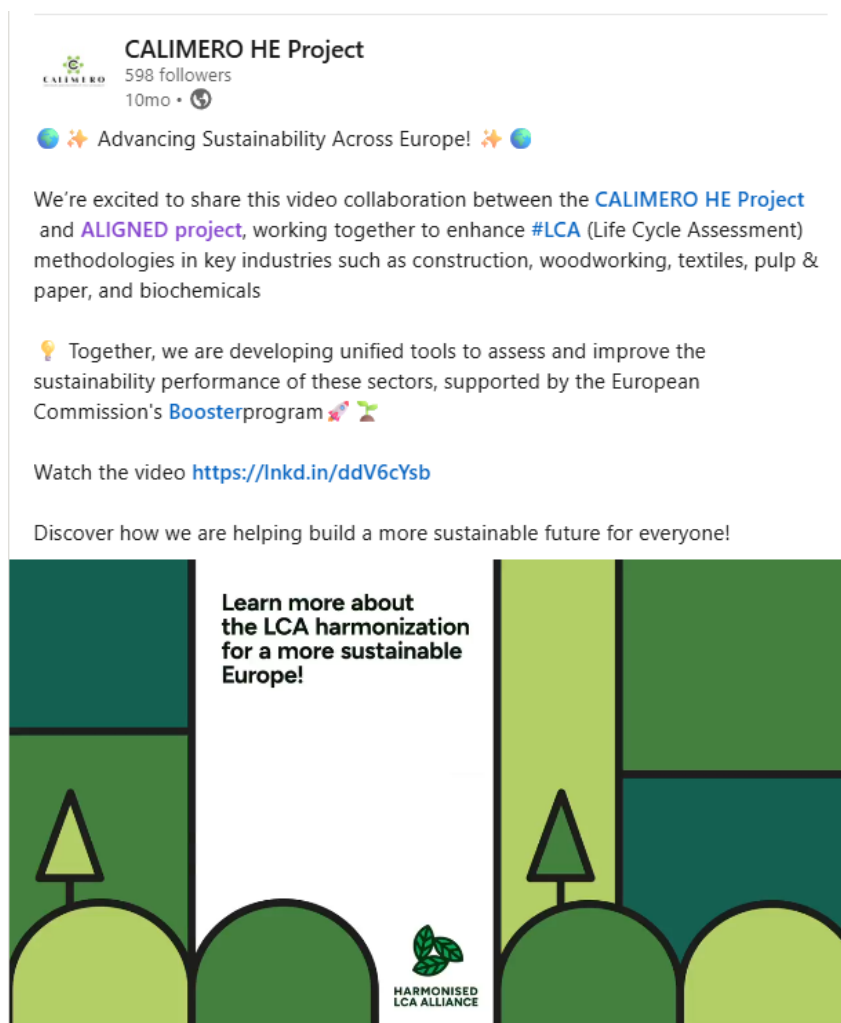 CALIMERO HE Project
598 followers
10mo •
CALIMERO
🌍 ✨ Advancing Sustainability Across Europe! ✨ 🌍
We’re excited to share this video collaboration between the CALIMERO HE Project
and ALIGNED project, working together to enhance #LCA (Life Cycle Assessment)
methodologies in key industries such as construction, woodworking, textiles, pulp &
paper, and biochemicals
💡 Together, we are developing unified tools to assess and improve the
sustainability performance of these sectors, supported by the European
Commission's Boosterprogram🚀🌱
Watch the video https://lnkd.in/ddV6cYsb
Discover how we are helping build a more sustainable future for everyone!
Learn more about
the LCA harmonization
for a more sustainable
Europe!
HARMONISED
LCA ALLIANCE